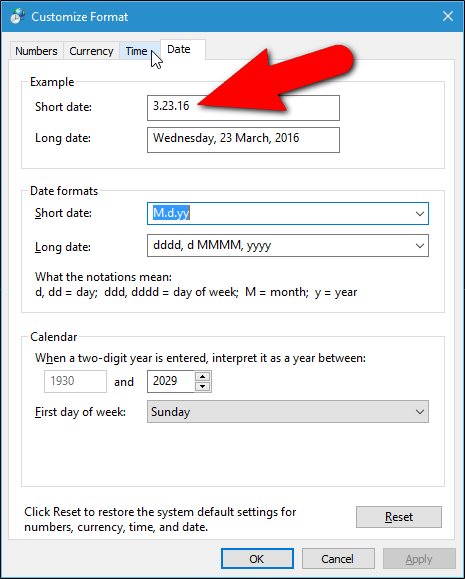 Customize Format
Numbers Currency Time Date
Example
Short date: 3.23.16
Long date: Wednesday, 23 March, 2016
Date formats
Short date: M.d.yy
Long date: dddd, d MMMM, yyyy
What the notations mean:
d, dd = day;  ddd, dddd = day of week;  M = month;  y = year
Calendar
When a two-digit year is entered, interpret it as a year between:
1930 and 2029
First day of week: Sunday
Click Reset to restore the system default settings for
numbers, currency, time, and date.
Reset
OK Cancel Apply